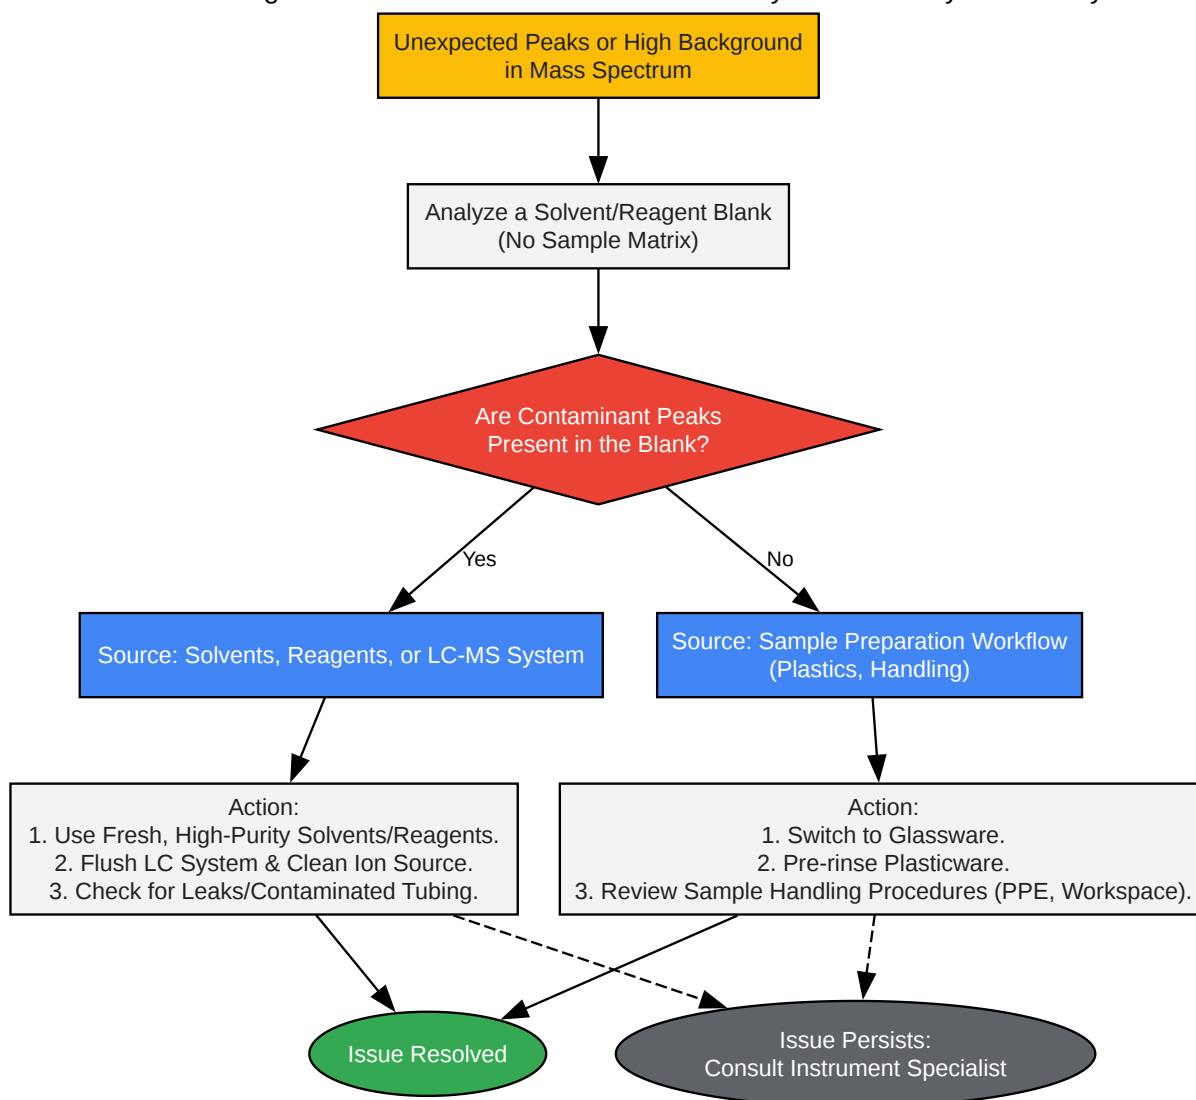 Unexpected Peaks or High Background
in Mass Spectrum
Analyze a Solvent/Reagent Blank
(No Sample Matrix)
Are Contaminant Peaks
Present in the Blank?
Yes
No
Source: Solvents, Reagents, or LC-MS System
Source: Sample Preparation Workflow
(Plastics, Handling)
Action:
1. Use Fresh, High-Purity Solvents/Reagents.
2. Flush LC System & Clean Ion Source.
3. Check for Leaks/Contaminated Tubing.
Action:
1. Switch to Glassware.
2. Pre-rinse Plasticware.
3. Review Sample Handling Procedures (PPE, Workspace).
Issue Resolved
Issue Persists:
Consult Instrument Specialist